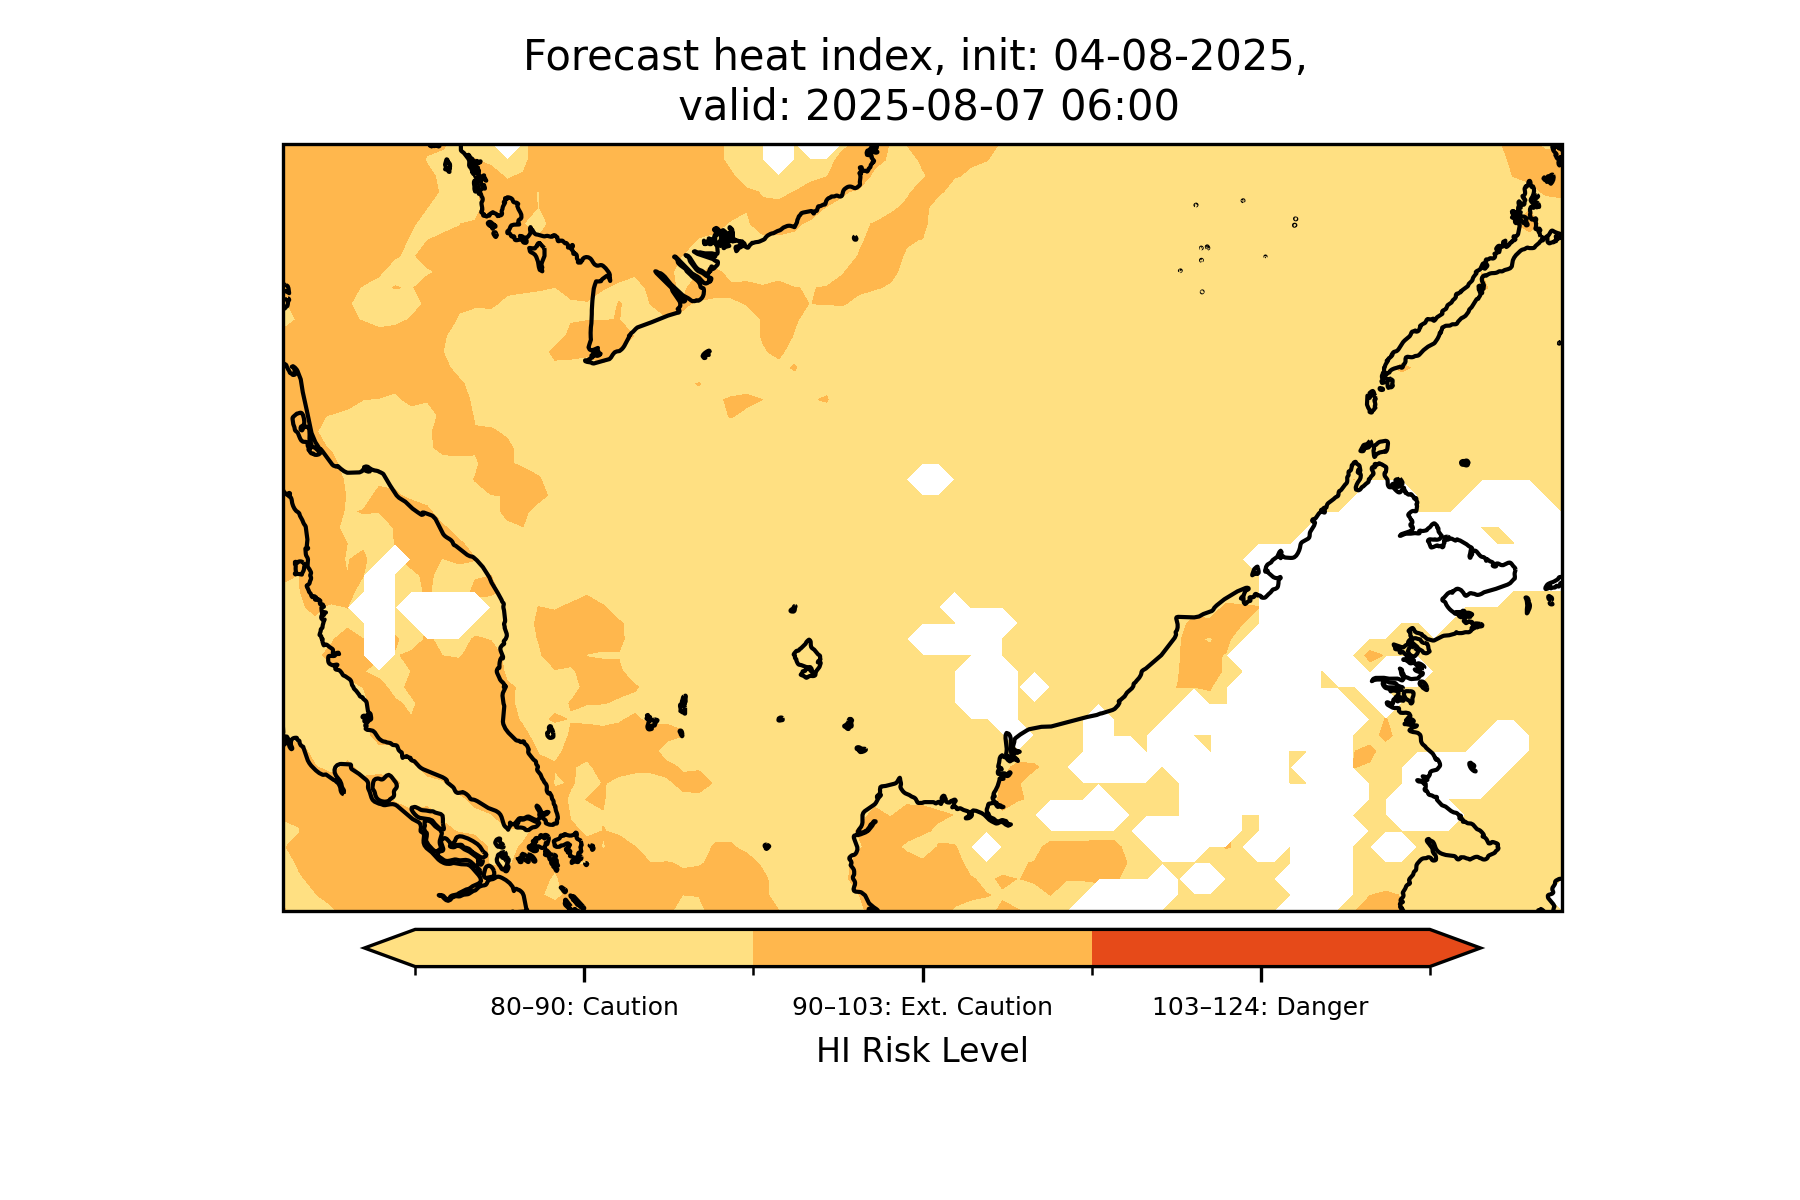 Forecast heat index, init: 04-08-2025,
valid: 2025-08-07 06:00
80–90: Caution
90–103: Ext. Caution
103–124: Danger
HI Risk Level